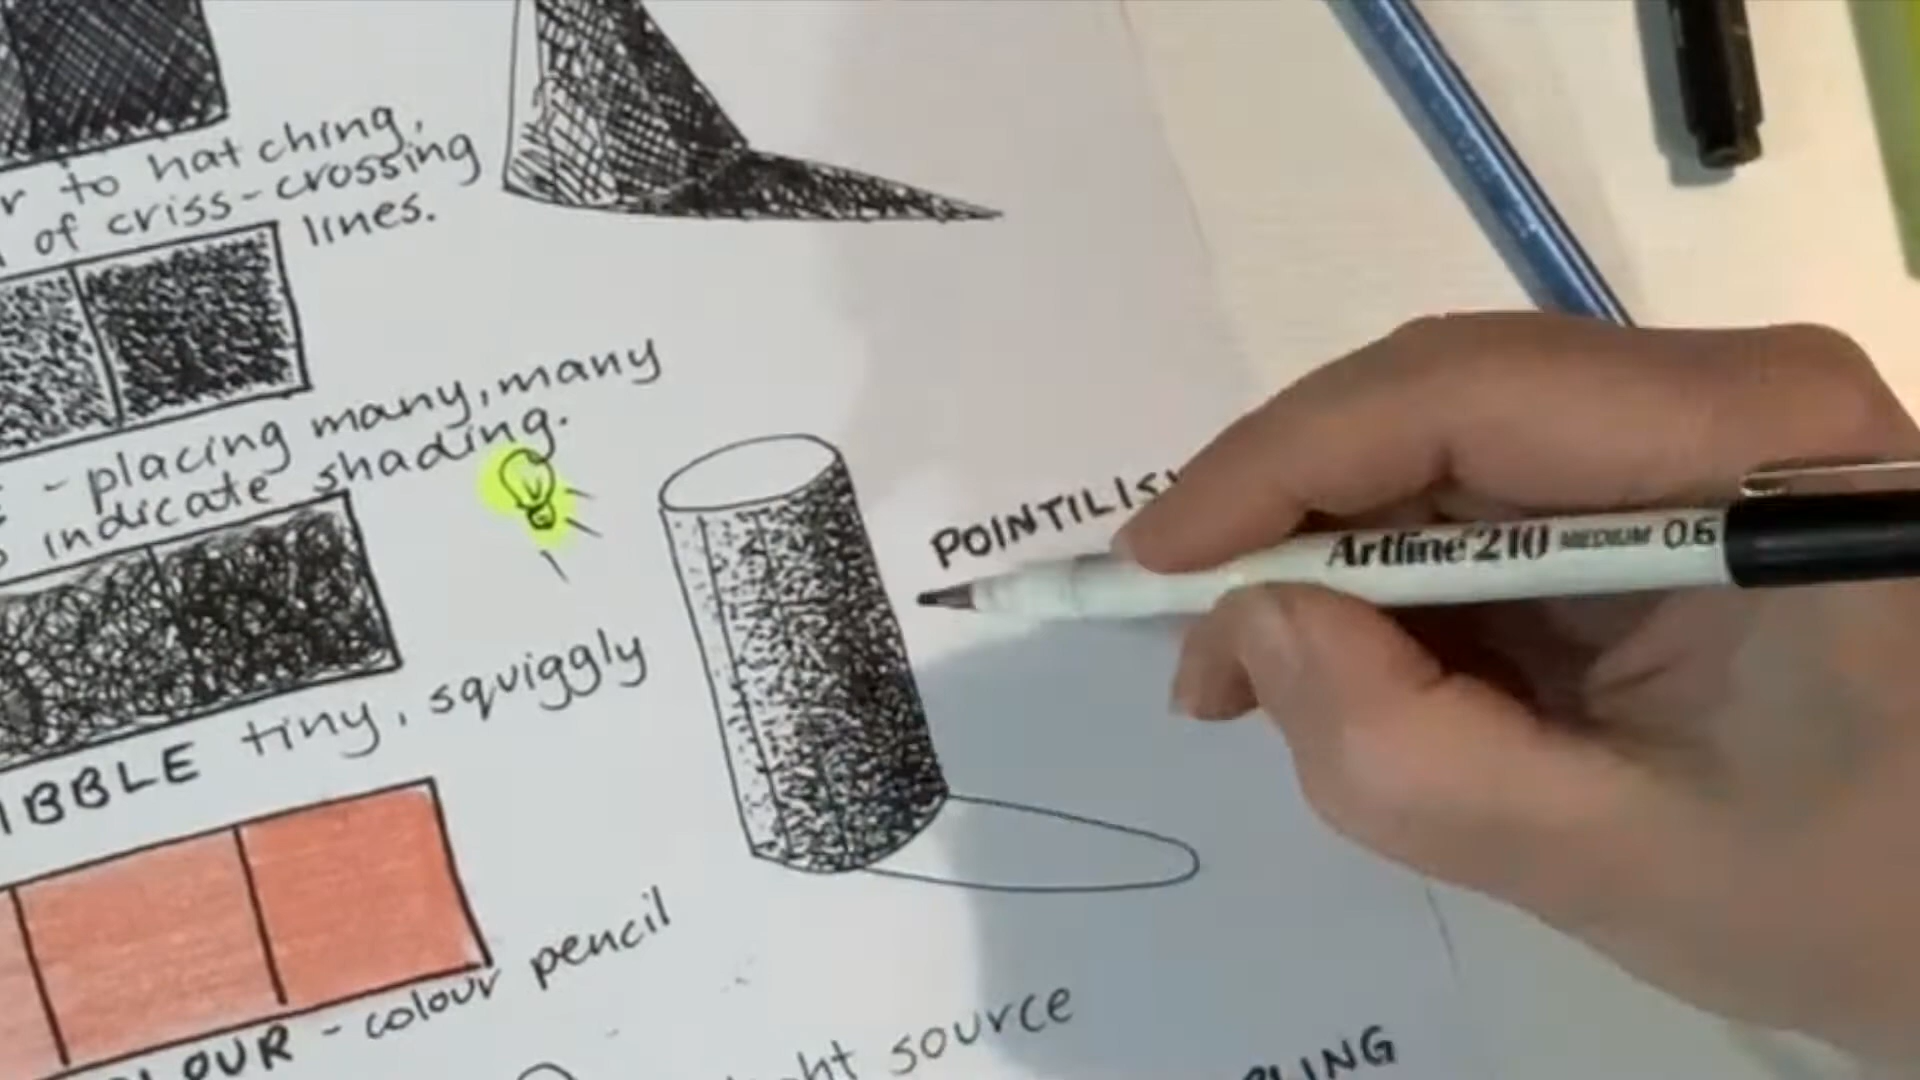 r to hatching,
of criss-crossing
lines.
- placing many, many
indicate shading.
POINTILIS
Artline 210 MEDIUM 0.6
IBBLE tiny, squiggly
LOUR - colour pencil
ht source
LING